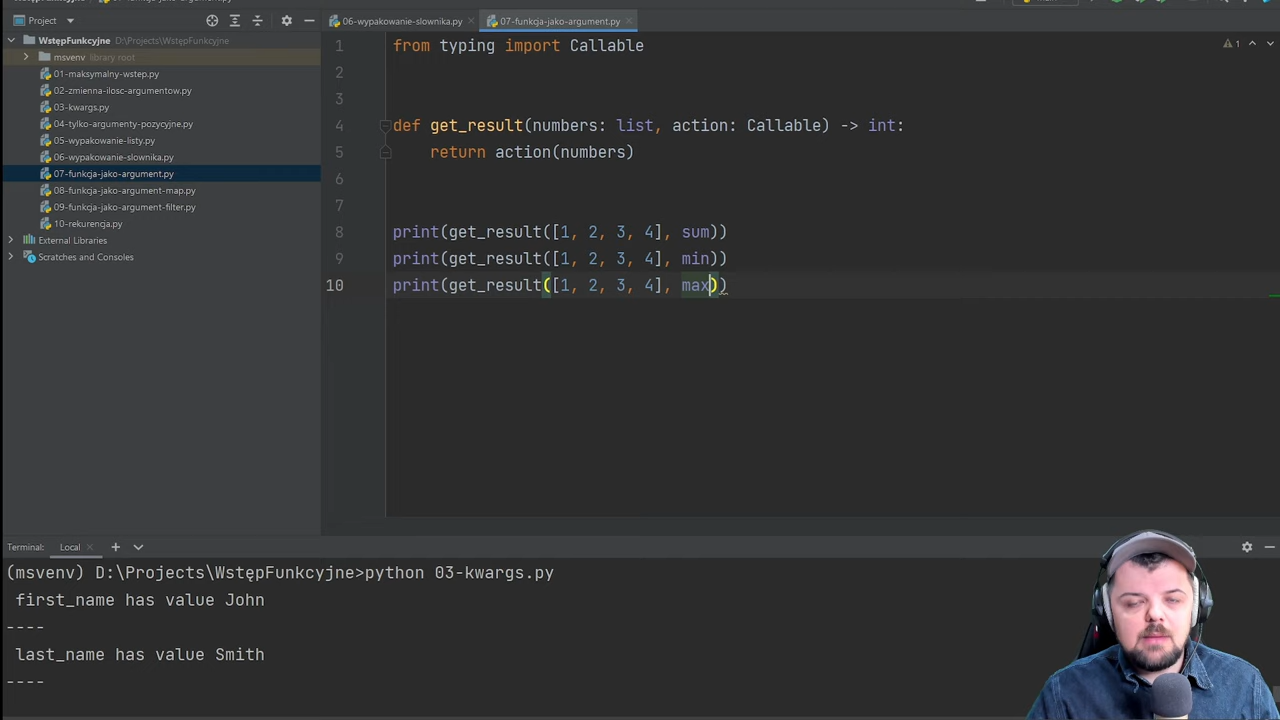 Project
WstępFunkcyjne D:\Projects\WstępFunkcyjne
msvenv library root
01-maksymalny-wstep.py
02-zmienna-ilosc-argumentow.py
03-kwargs.py
04-tylko-argumenty-pozycyjne.py
05-wypakowanie-listy.py
06-wypakowanie-slownika.py
07-funkcja-jako-argument.py
08-funkcja-jako-argument-map.py
09-funkcja-jako-argument-filter.py
10-rekurencja.py
External Libraries
Scratches and Consoles
06-wypakowanie-slownika.py
07-funkcja-jako-argument.py
1
1 from typing import Callable
2
3
4 def get_result(numbers: list, action: Callable) -> int:
5 return action(numbers)
6
7
8 print(get_result([1, 2, 3, 4], sum))
9 print(get_result([1, 2, 3, 4], min))
10 print(get_result([1, 2, 3, 4], max))
Terminal: Local
(msvenv) D:\Projects\WstępFunkcyjne>python 03-kwargs.py
first_name has value John
----
last_name has value Smith
----